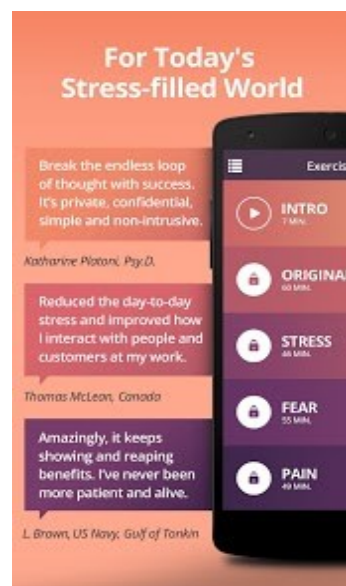 For Today's
Stress-filled World
Break the endless loop
of thought with success.
It's private, confidential,
simple and non-intrusive.
Katharine Platoni, Psy.D.
Reduced the day-to-day
stress and improved how
I interact with people and
customers at my work.
Thomas McLean, Canada
Amazingly, it keeps
showing and reaping
benefits. I've never been
more patient and alive.
L. Brown, US Navy, Gulf of Tonkin
Exercis
INTRO
7 MIN.
ORIGINA
60 MIN.
STRESS
46 MIN.
FEAR
55 MIN.
PAIN
49 MIN.